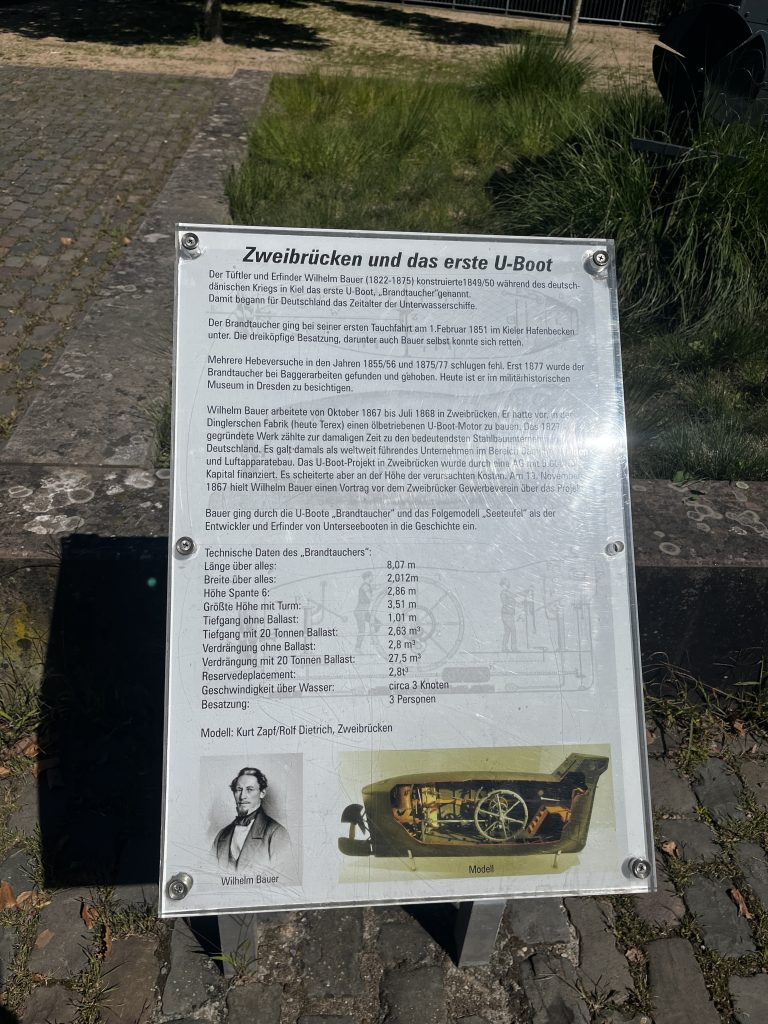 Zweibrücken und das erste U-Boot
Der Tüftler und Erfinder Wilhelm Bauer (1822-1875) konstruierte1849/50 während des deutsch-
dänischen Kriegs in Kiel das erste U-Boot, „Brandtaucher"genannt.
Damit begann für Deutschland das Zeitalter der Unterwasserschiffe.
Der Brandtaucher ging bei seiner ersten Tauchfahrt am 1.Februar 1851 im Kieler Hafenbecken
unter. Die dreiköpfige Besatzung, darunter auch Bauer selbst konnte sich retten.
Mehrere Hebeversuche in den Jahren 1855/56 und 1875/77 schlugen fehl. Erst 1877 wurde der
Brandtaucher bei Baggerarbeiten gefunden und gehoben. Heute ist er im militärhistorischen
Museum in Dresden zu besichtigen.
Wilhelm Bauer arbeitete von Oktober 1867 bis Juli 1868 in Zweibrücken. Er hatte vor, in der
Dinglerschen Fabrik (heute Terex) einen ölbetriebenen U-Boot-Motor zu bauen. Das
gegründete Werk zählte zur damaligen Zeit zu den bedeutendsten
Deutschland. Es galt damals als weltweit führendes Unternehmen im Bereich
und Luftapparatebau. Das U-Boot-Projekt in Zweibrücken wurde durch eine AG mit
Kapital finanziert. Es scheiterte aber an der Höhe der verursachten Kosten. Am 13. November
1867 hielt Wilhelm Bauer einen Vortrag vor dem Zweibrücker Gewerbeverein über das Projekt
Bauer ging durch die U-Boote „Brandtaucher" und das Folgemodell „Seeteufel" als der
Entwickler und Erfinder von Unterseebooten in die Geschichte ein.
Technische Daten des „Brandtauchers":
Länge über alles: 8,07 m
Breite über alles: 2,012m
Höhe Spante 6: 2,86 m
Größte Höhe mit Turm: 3,51 m
Tiefgang ohne Ballast: 1,01 m
Tiefgang mit 20 Tonnen Ballast: 2,63 m³
Verdrängung ohne Ballast: 2,8 m³
Verdrängung mit 20 Tonnen Ballast: 27,5 m³
Reservedeplacement: 2,8t³
Geschwindigkeit über Wasser: circa 3 Knoten
Besatzung: 3 Personen
Modell: Kurt Zapf/Rolf Dietrich, Zweibrücken
Wilhelm Bauer
Modell